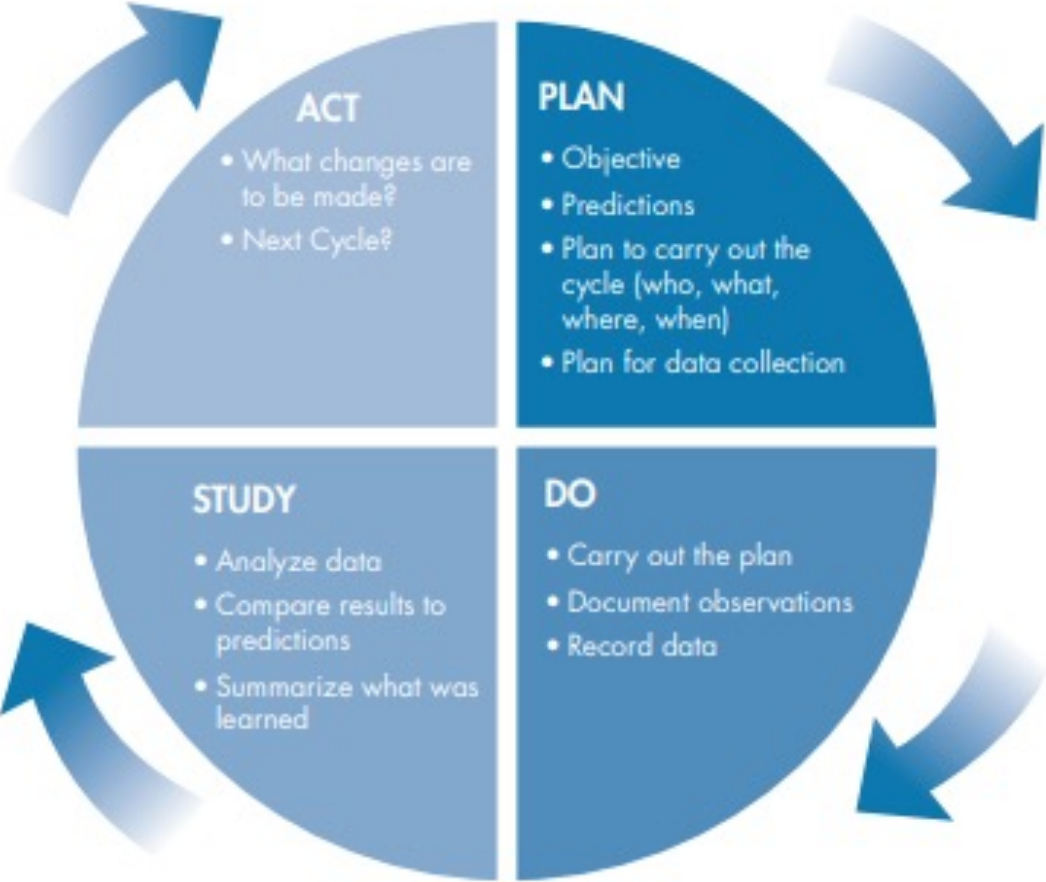 ACT
• What changes are
to be made?
• Next Cycle?
PLAN
• Objective
• Predictions
• Plan to carry out the
cycle (who, what,
where, when)
• Plan for data collection
STUDY
• Analyze data
• Compare results to
predictions
• Summarize what was
learned
DO
• Carry out the plan
• Document observations
• Record data